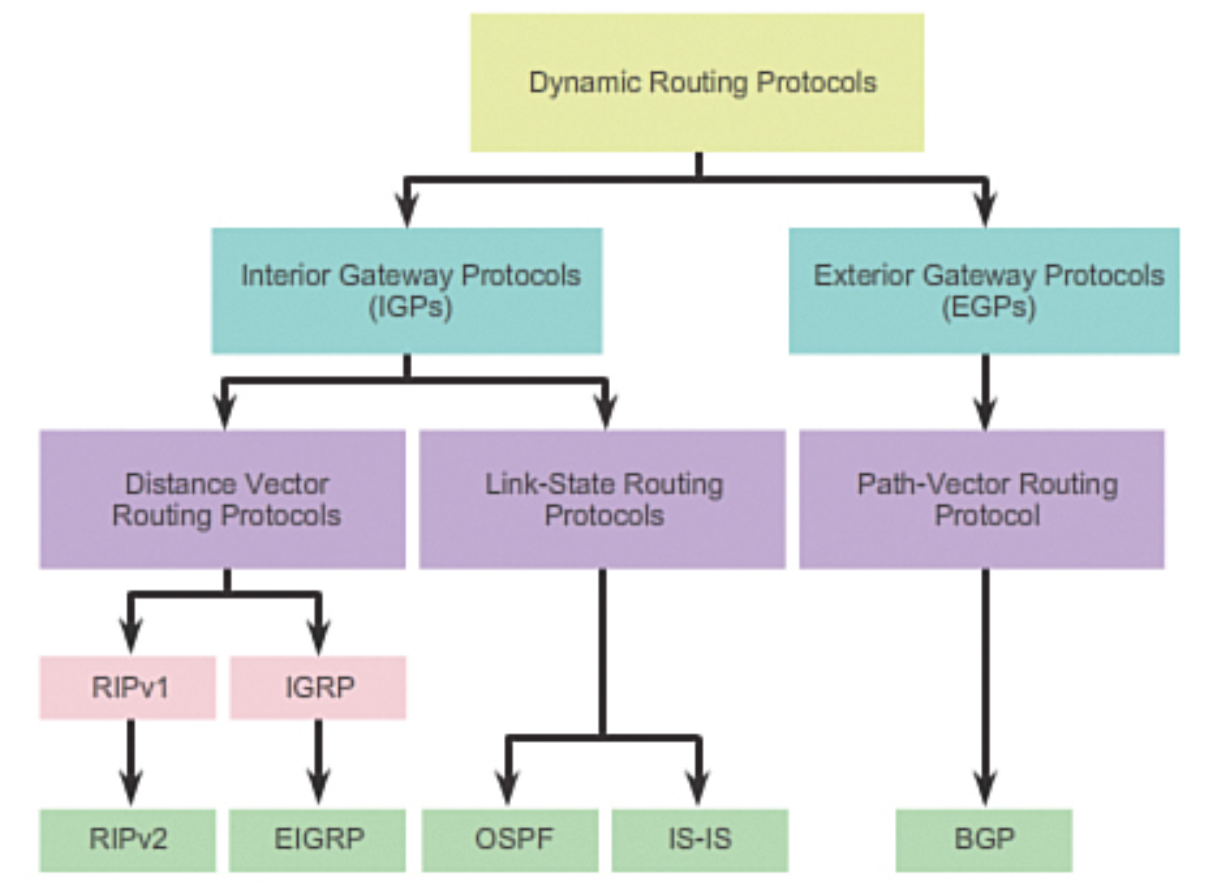 Dynamic Routing Protocols
Interior Gateway Protocols
(IGPs)
Exterior Gateway Protocols
(EGPs)
Distance Vector
Routing Protocols
Link-State Routing
Protocols
Path-Vector Routing
Protocol
RIPv1
IGRP
RIPv2
EIGRP
OSPF
IS-IS
BGP